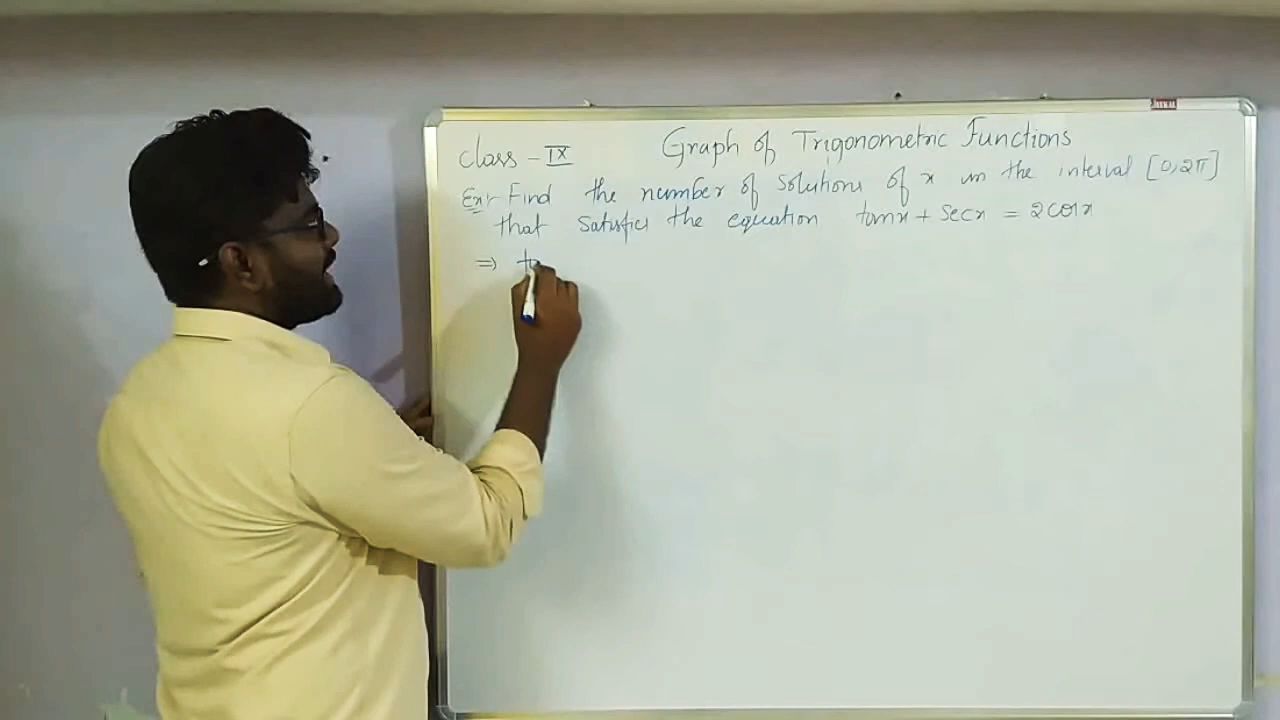 Class - IX
Graph of Trigonometric Functions
Ex:- Find the number of solutions of x in the interval [0,2π]
that satisfies the equation tanx + secx = 2cosx
⇒ ta